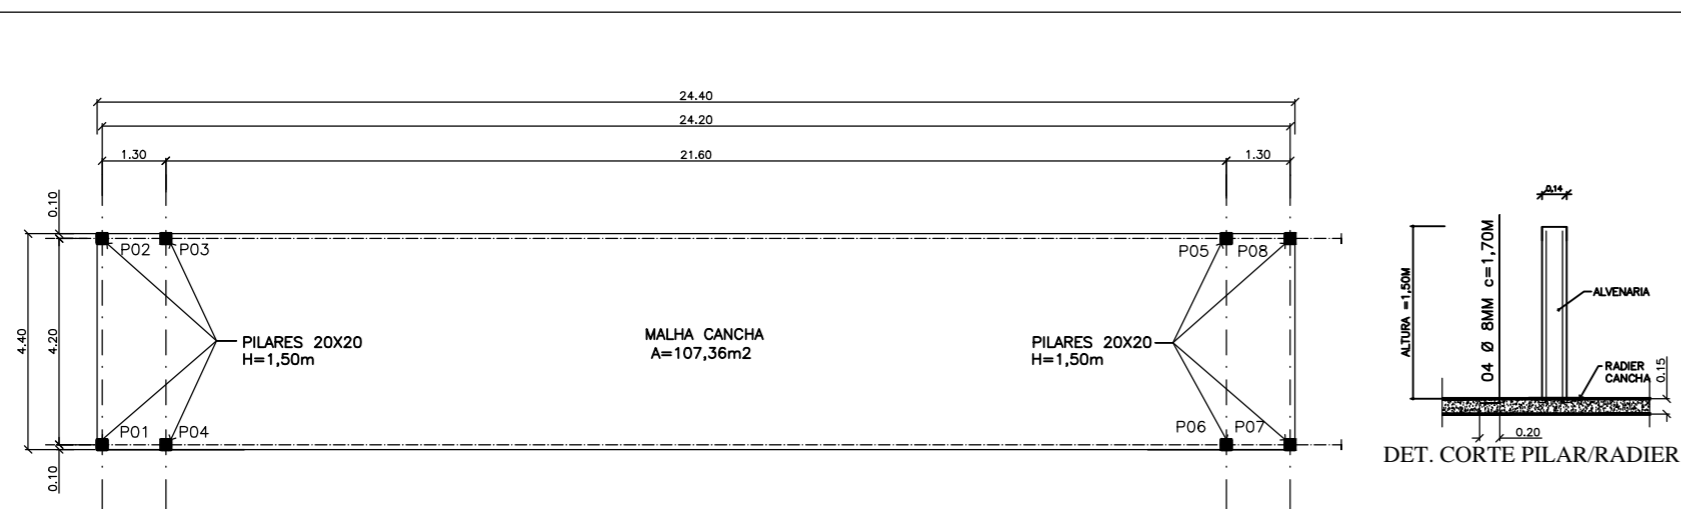 24.40
24.20
1.30
21.60
1.30
0.10
P02
P03
P05
P08
4.40
4.20
PILARES 20X20
H=1,50m
MALHA CANCHA
A=107,36m2
PILARES 20X20
H=1,50m
P01
P04
P06
P07
0.10
0.14
ALTURA =1,50M
04 Ø 8MM c=1,70M
ALVENARIA
RADIER
CANCHA
0.15
0.20
DET. CORTE PILAR/RADIER